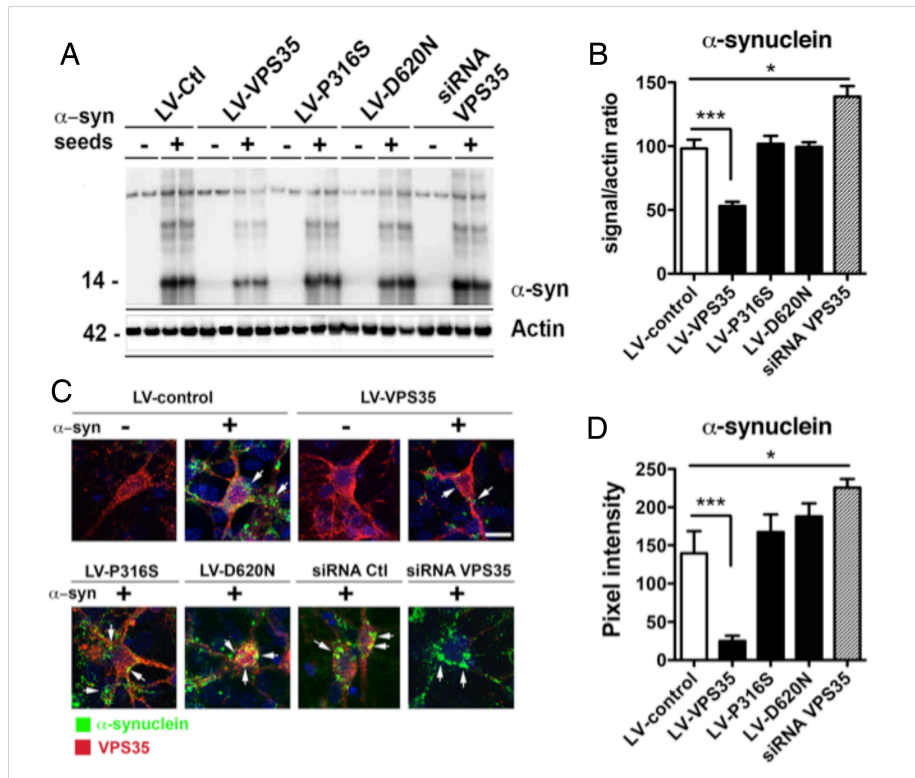 A
LV-Ctl
LV-VPS35
LV-P316S
LV-D620N
siRNA
VPS35
α–syn
seeds
- + - + - + - + - +
14 -
α-syn
42 -
Actin
B
α-synuclein
*
***
signal/actin ratio
150
100
50
0
LV-control
LV-VPS35
LV-P316S
LV-D620N
siRNA VPS35
C
LV-control
LV-VPS35
α–syn - + - +
LV-P316S
LV-D620N
siRNA Ctl
siRNA VPS35
α–syn + + + +
α-synuclein
VPS35
D
α-synuclein
*
***
Pixel intensity
250
200
150
100
50
0
LV-control
LV-VPS35
LV-P316S
LV-D620N
siRNA VPS35